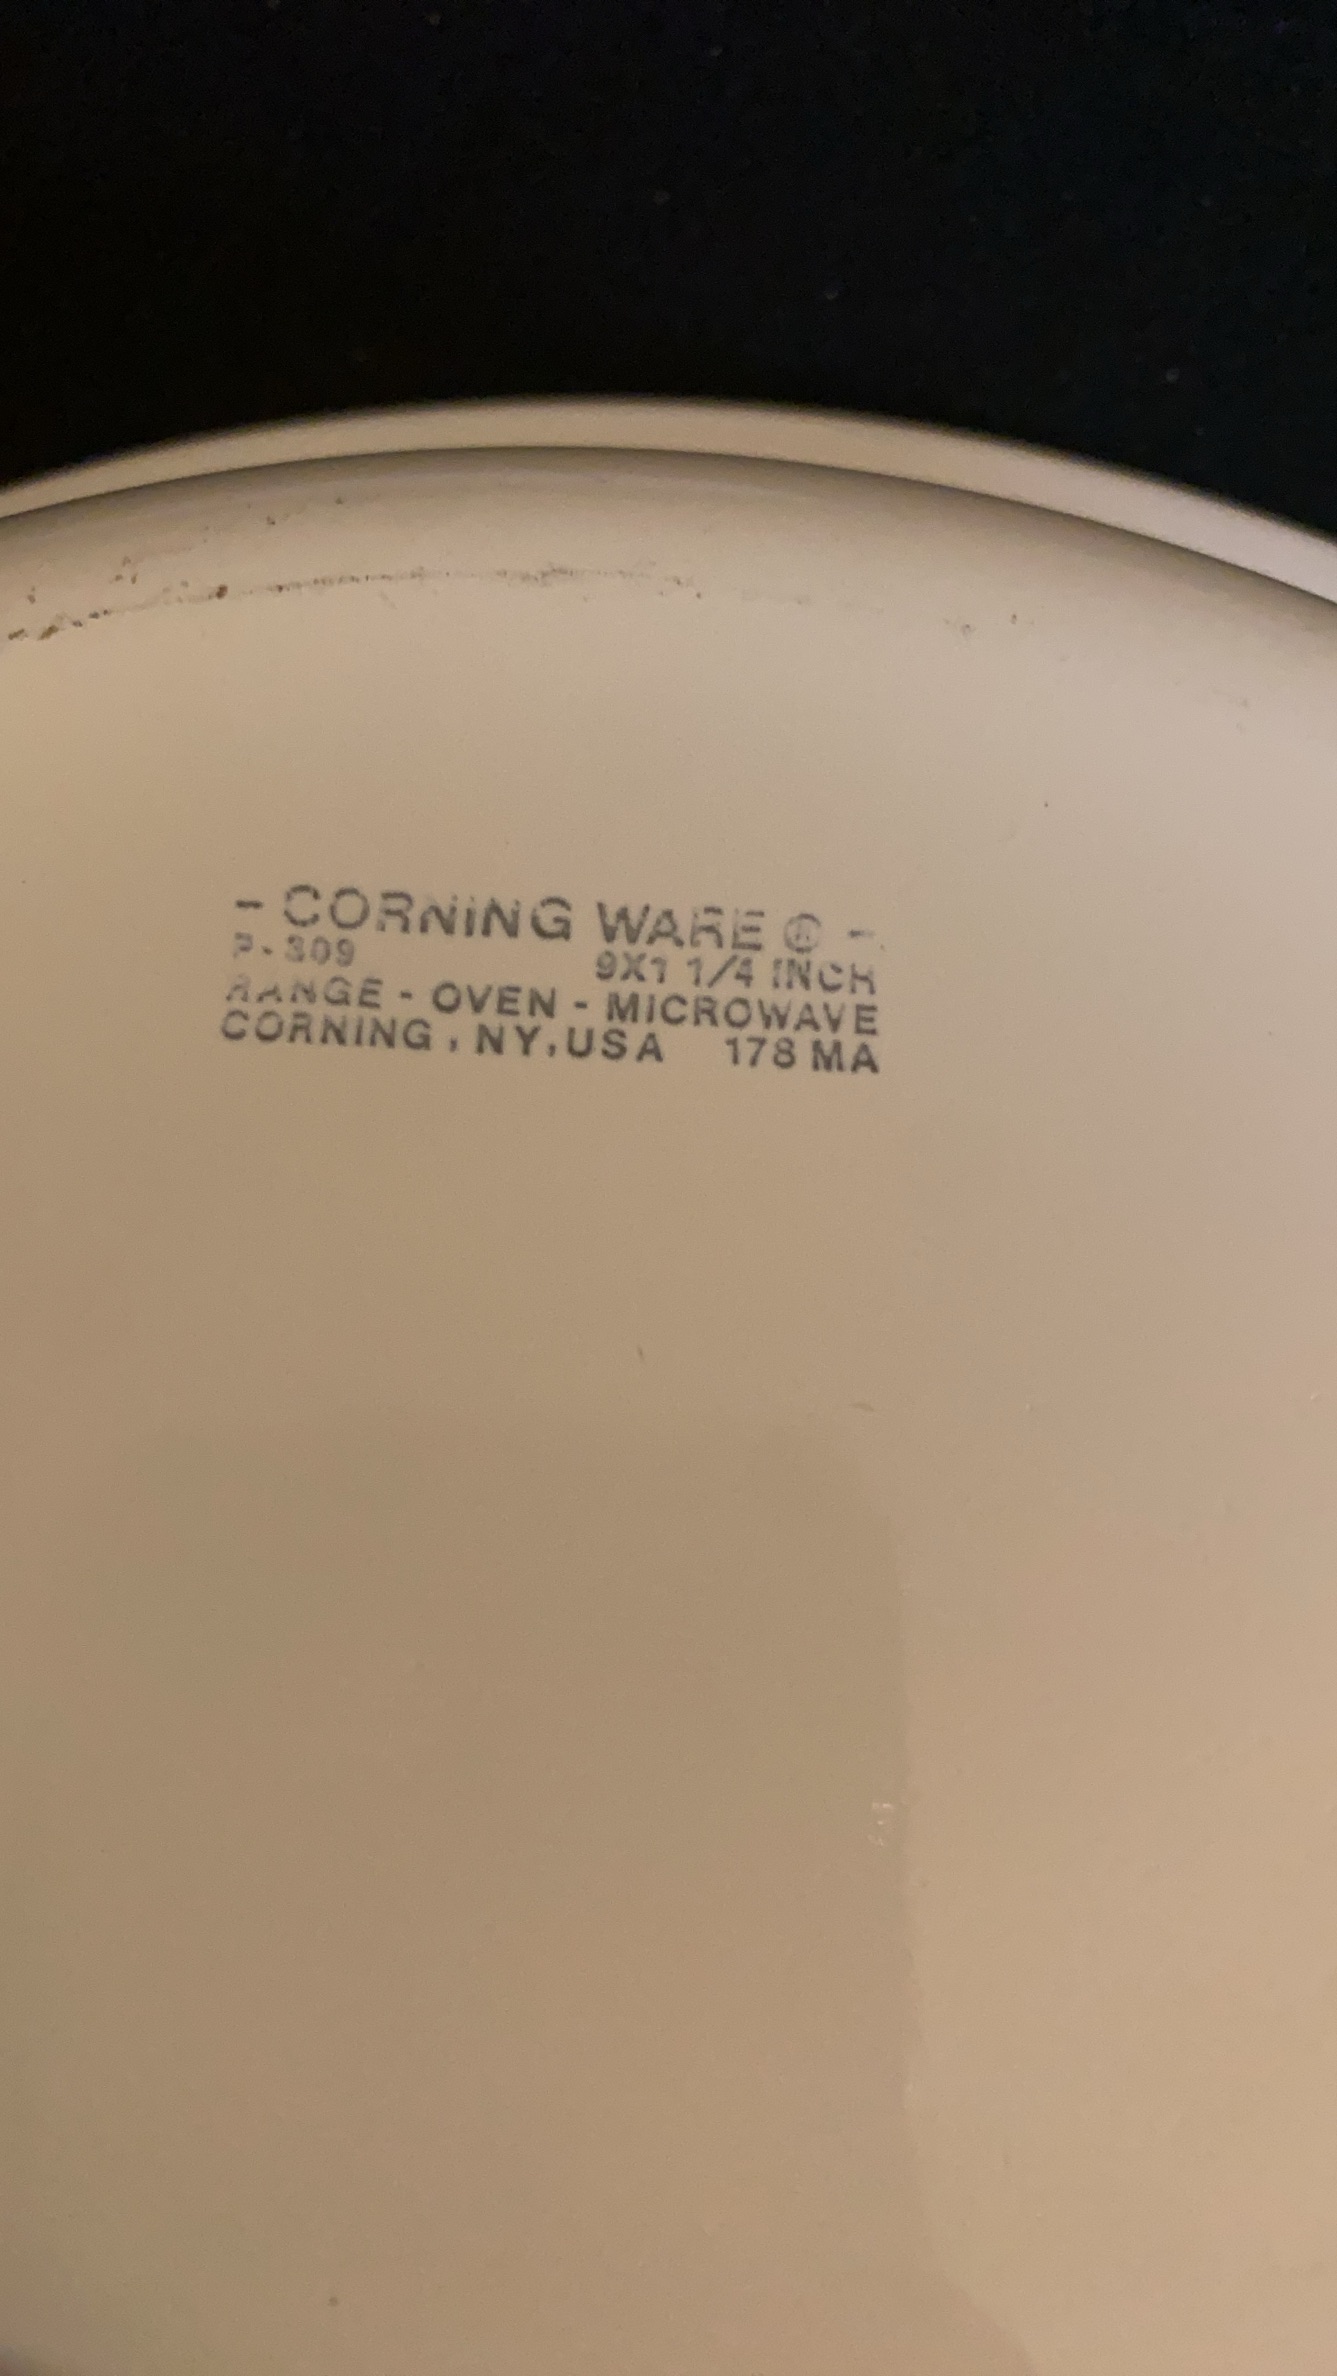 - CORNING WARE ® -
P-309 9X1 1/4 INCH
RANGE - OVEN - MICROWAVE
CORNING, NY, USA 178 MA